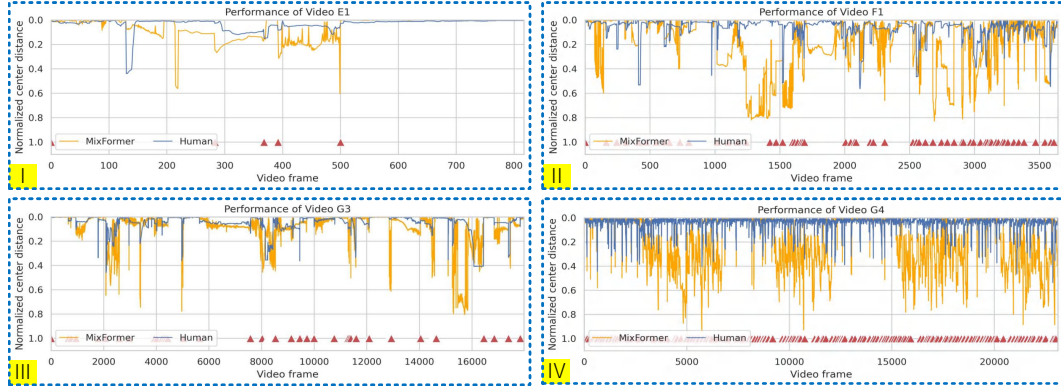 Performance of Video E1
Normalized center distance
0.0
0.2
0.4
0.6
0.8
1.0
MixFormer Human
0 100 200 300 400 500 600 700 800
Video frame
I
Performance of Video F1
Normalized center distance
0.0
0.2
0.4
0.6
0.8
1.0
MixFormer Human
0 500 1000 1500 2000 2500 3000 3500
Video frame
II
Performance of Video G3
Normalized center distance
0.0
0.2
0.4
0.6
0.8
1.0
MixFormer Human
0 2000 4000 6000 8000 10000 12000 14000 16000
Video frame
III
Performance of Video G4
Normalized center distance
0.0
0.2
0.4
0.6
0.8
1.0
MixFormer Human
0 5000 10000 15000 20000
Video frame
IV